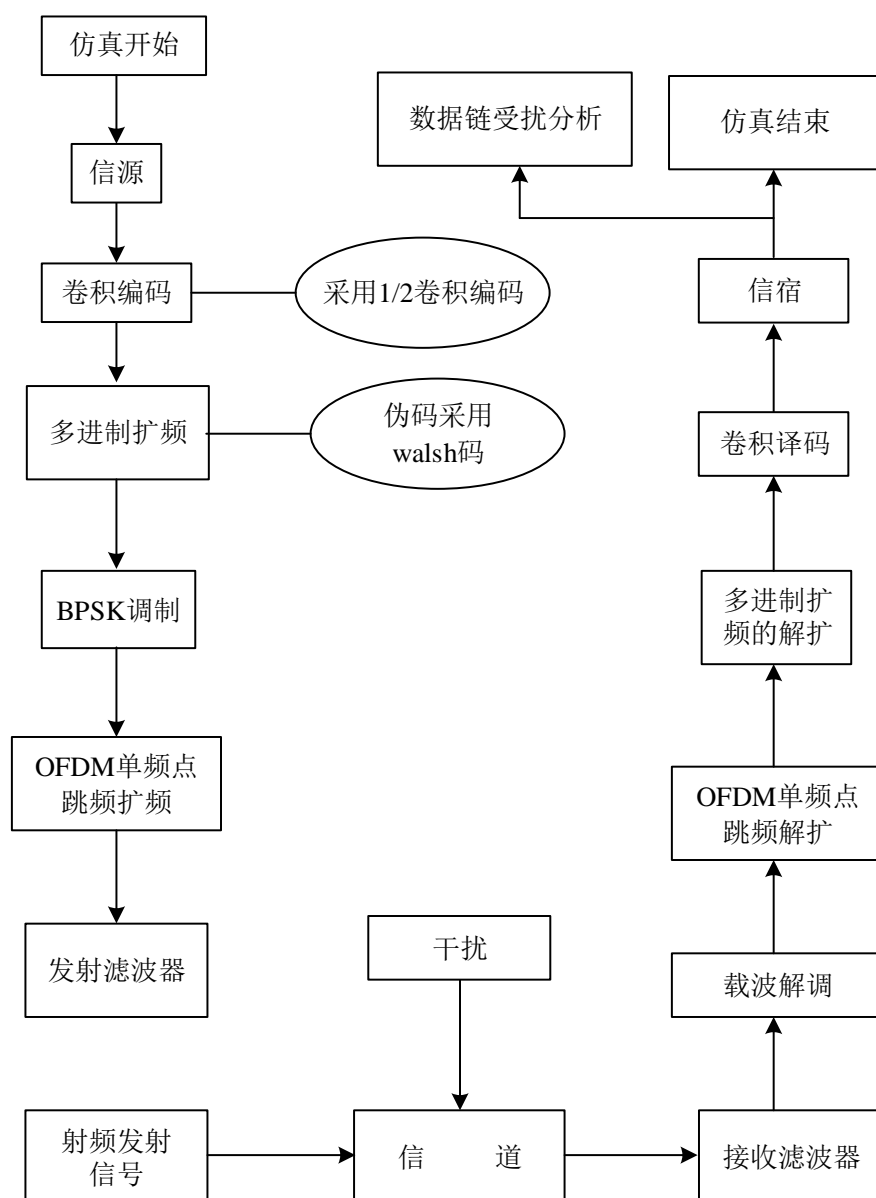 仿真开始
信源
卷积编码
采用1/2卷积编码
多进制扩频
伪码采用
walsh码
BPSK调制
OFDM单频点
跳频扩频
发射滤波器
射频发射
信号
干扰
信 道
接收滤波器
载波解调
OFDM单频点
跳频解扩
多进制扩
频的解扩
卷积译码
信宿
数据链受扰分析
仿真结束